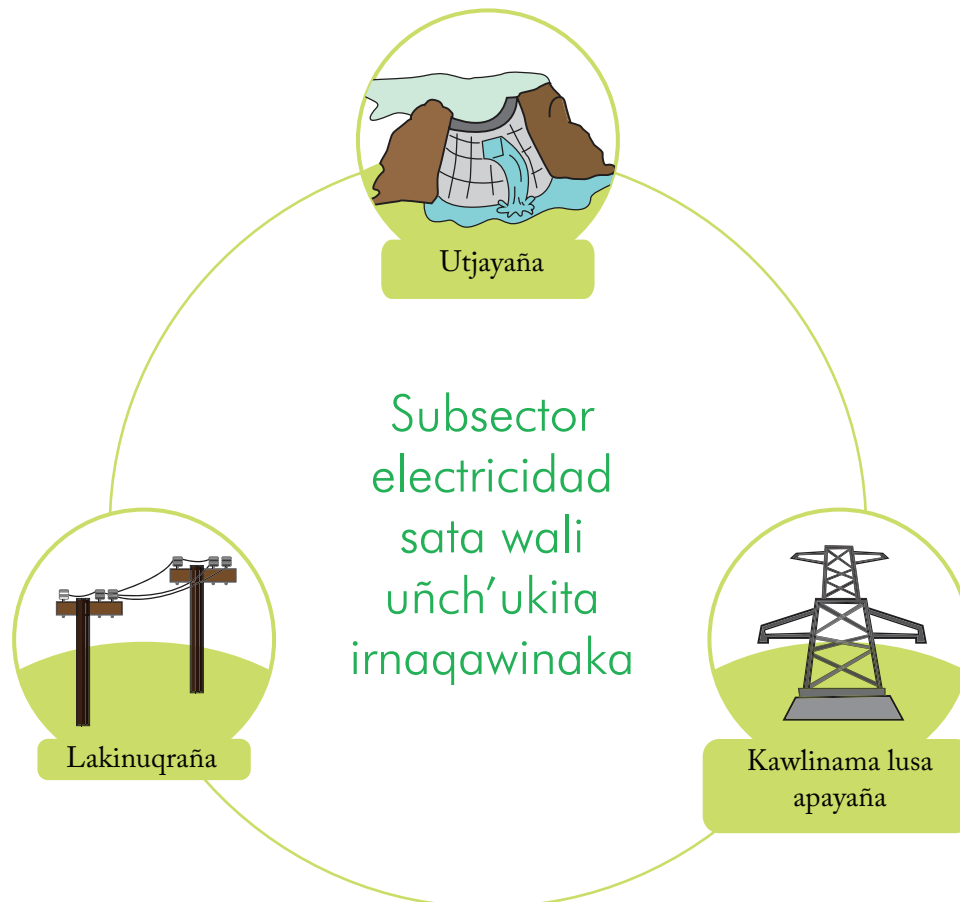 Utjayaña
Subsector
electricidad
sata wali
uñch’ukita
irnaqawinaka
Lakinuqraña
Kawlinama lusa
apayaña